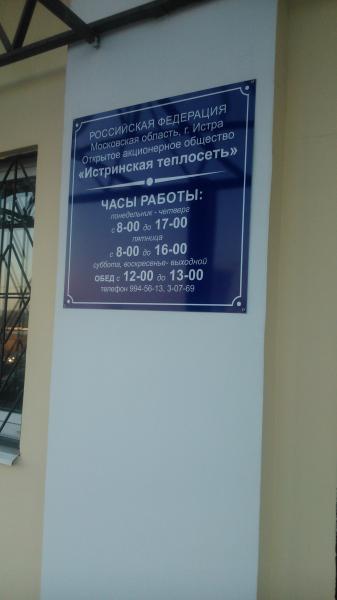 РОССИЙСКАЯ ФЕДЕРАЦИЯ
Московская область, г. Истра
Открытое акционерное общество
«Истринская теплосеть»
ЧАСЫ РАБОТЫ:
понедельник - четверг
с 8-00 до 17-00
пятница
с 8-00 до 16-00
суббота, воскресенье- выходной
ОБЕД с 12-00 до 13-00
телефон 994-56-13, 3-07-69